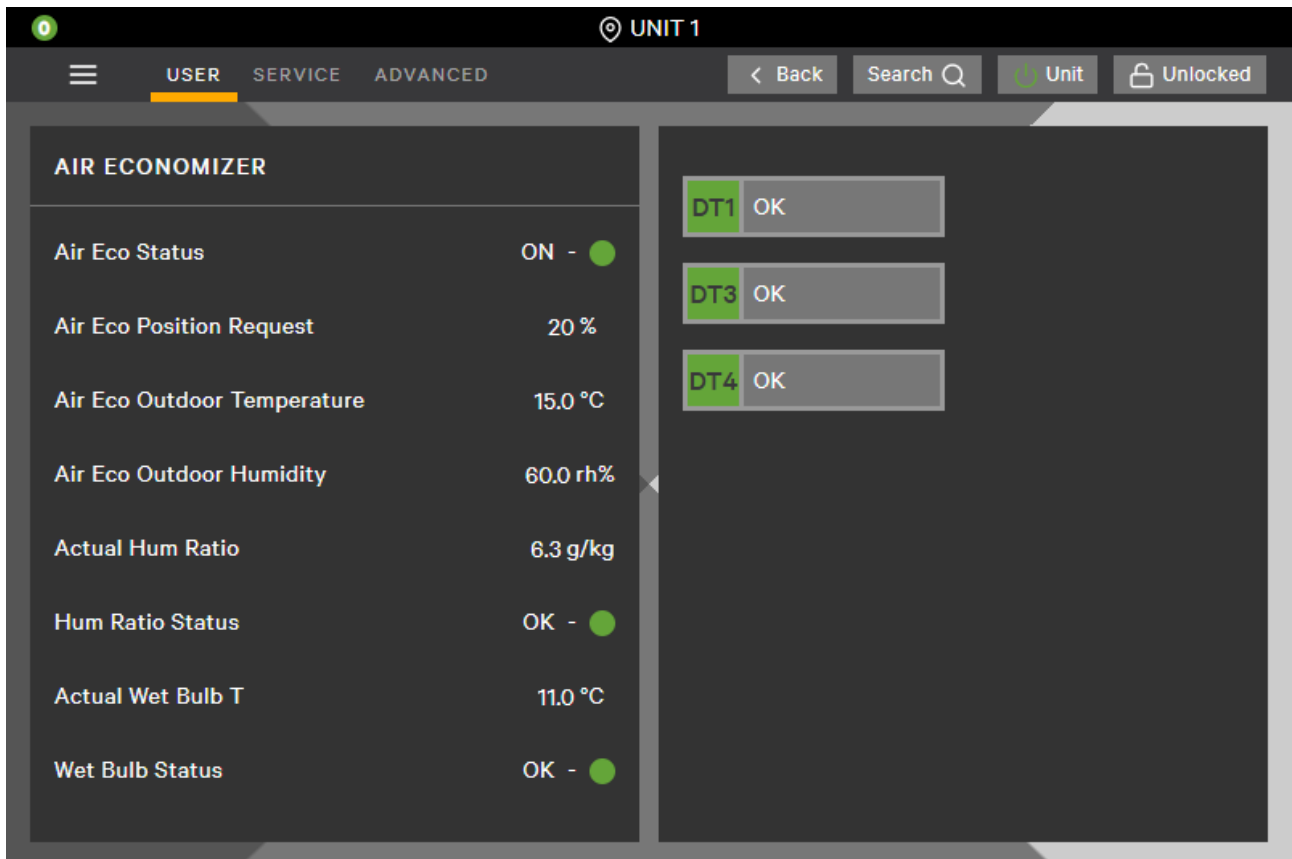 0
UNIT 1
USER SERVICE ADVANCED
Back Search Unit Unlocked
AIR ECONOMIZER
Air Eco Status ON -
Air Eco Position Request 20 %
Air Eco Outdoor Temperature 15.0 °C
Air Eco Outdoor Humidity 60.0 rh%
Actual Hum Ratio 6.3 g/kg
Hum Ratio Status OK -
Actual Wet Bulb T 11.0 °C
Wet Bulb Status OK -
DT1 OK
DT3 OK
DT4 OK